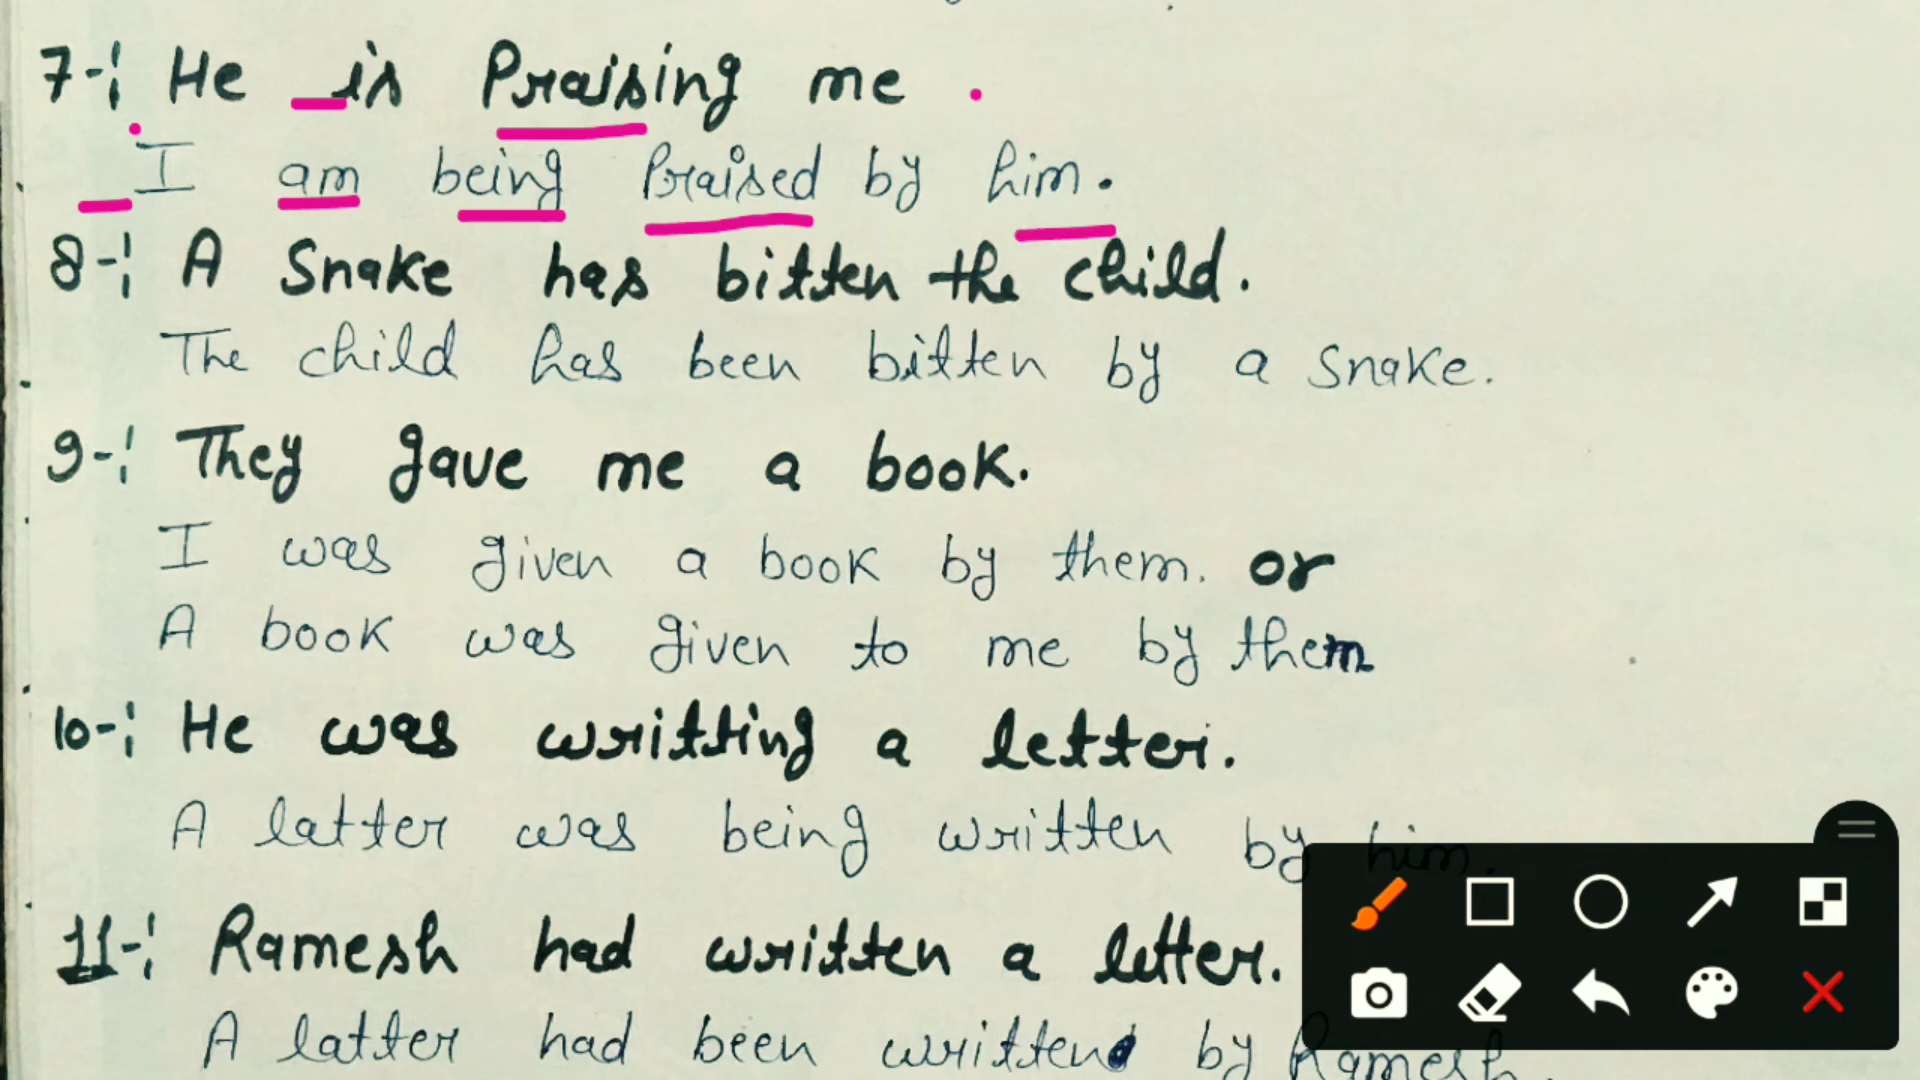 7-: He is Praising me .
I am being Praised by him.
8-: A Snake has bitten the child.
The child has been bitten by a snake.
9-: They gave me a book.
I was given a book by them. or
A book was given to me by them
10-: He was writting a letter.
A latter was being written by him.
11-: Ramesh had written a letter.
A latter had been written by Ramesh.